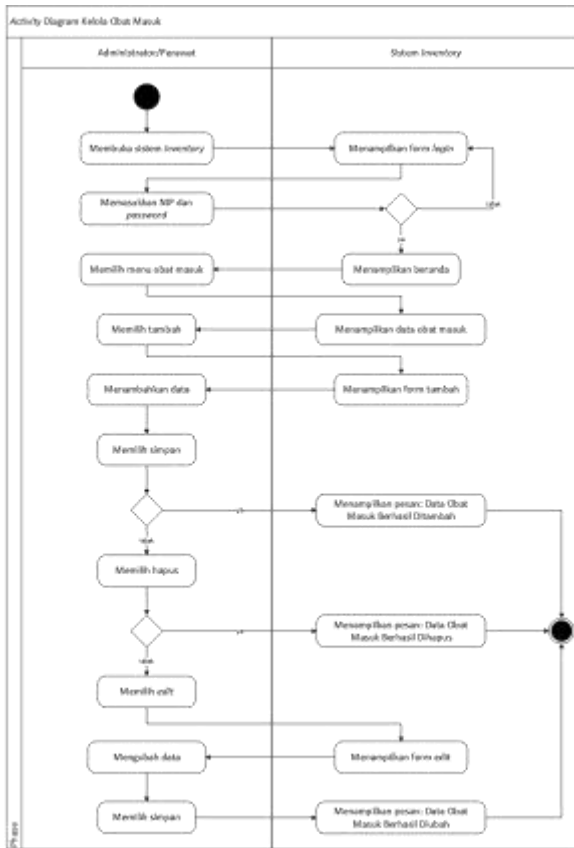 Activity Diagram Kelola Obat Masuk
Administrator/Perawat
Sistem Inventory
Membuka sistem inventory
Menampilkan form login
Memasukkan NIP dan
password
tidak
ya
Memilih menu obat masuk
Menampilkan beranda
Memilih tambah
Menampilkan data obat masuk
Menambahkan data
Menampilkan form tambah
Memilih simpan
ya
Menampilkan pesan: Data Obat
Masuk Berhasil Ditambah
tidak
Memilih hapus
ya
Menampilkan pesan: Data Obat
Masuk Berhasil Dihapus
tidak
Memilih edit
Mengubah data
Menampilkan form edit
Memilih simpan
Menampilkan pesan: Data Obat
Masuk Berhasil Diubah
Phase